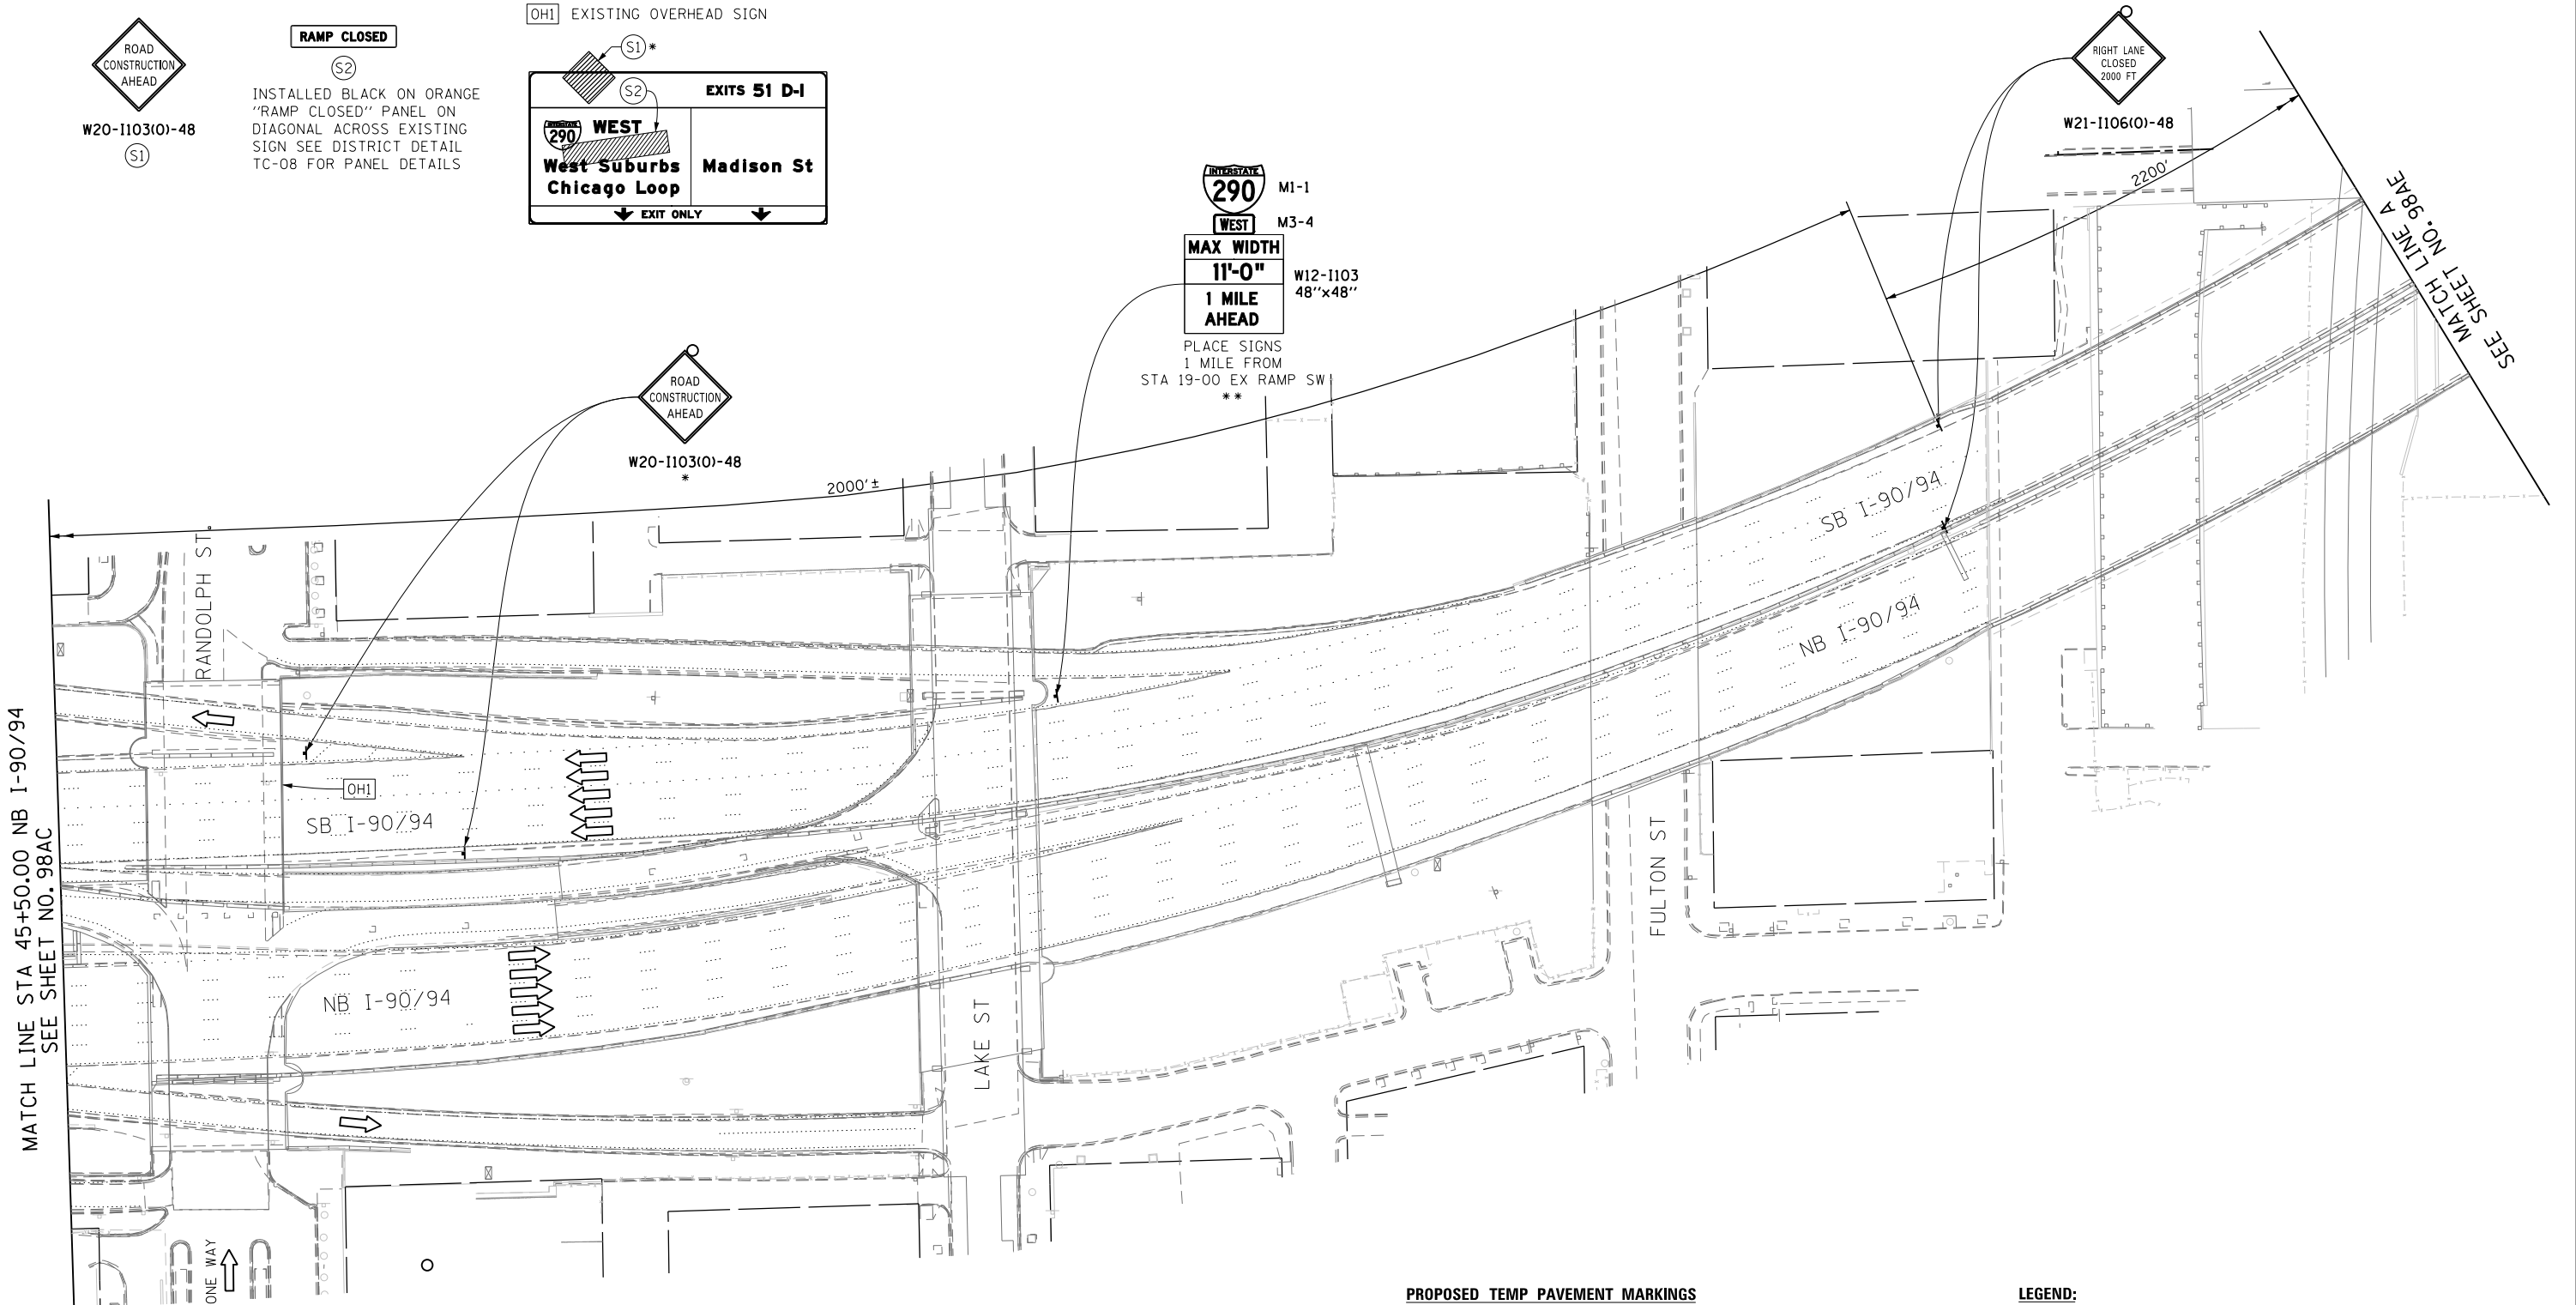 ROAD
CONSTRUCTION
AHEAD
W20-I103(O)-48
S1
RAMP CLOSED
S2
INSTALLED BLACK ON ORANGE
"RAMP CLOSED" PANEL ON
DIAGONAL ACROSS EXISTING
SIGN SEE DISTRICT DETAIL
TC-08 FOR PANEL DETAILS
OH1 EXISTING OVERHEAD SIGN
S1 *
S2
EXITS 51 D-I
INTERSTATE
290
WEST
West Suburbs
Chicago Loop
Madison St
EXIT ONLY
INTERSTATE
290
M1-1
WEST
M3-4
MAX WIDTH
11'-0"
1 MILE
AHEAD
W12-I103
48"x48"
PLACE SIGNS
1 MILE FROM
STA 19-00 EX RAMP SW
**
RIGHT LANE
CLOSED
2000 FT
W21-I106(O)-48
2200'
MATCH LINE A
SEE SHEET NO. 98AE
ROAD
CONSTRUCTION
AHEAD
W20-I103(O)-48
*
2000'±
RANDOLPH ST
SB I-90/94
NB I-90/94
OH1
SB I-90/94
NB I-90/94
LAKE ST
FULTON ST
MATCH LINE STA 45+50.00 NB I-90/94
SEE SHEET NO. 98AC
ONE WAY
PROPOSED TEMP PAVEMENT MARKINGS
LEGEND: